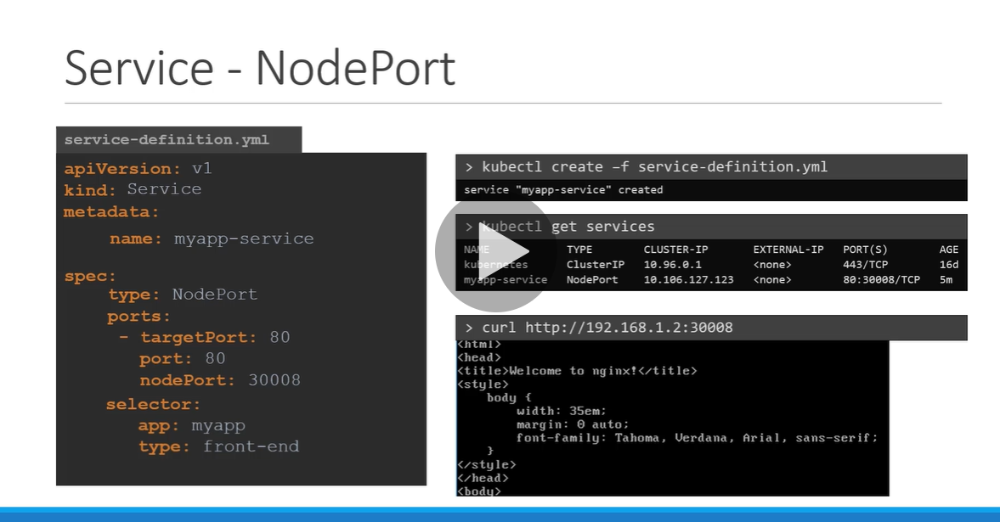 Service - NodePort
service-definition.yml
apiVersion: v1
kind: Service
metadata:
name: myapp-service
spec:
type: NodePort
ports:
- targetPort: 80
port: 80
nodePort: 30008
selector:
app: myapp
type: front-end
> kubectl create –f service-definition.yml
service "myapp-service" created
> kubectl get services
NAME TYPE CLUSTER-IP EXTERNAL-IP PORT(S) AGE
kubernetes ClusterIP 10.96.0.1 <none> 443/TCP 16d
myapp-service NodePort 10.106.127.123 <none> 80:30008/TCP 5m
> curl http://192.168.1.2:30008
<html>
<head>
<title>Welcome to nginx!</title>
<style>
body {
width: 35em;
margin: 0 auto;
font-family: Tahoma, Verdana, Arial, sans-serif;
}
</style>
</head>
<body>